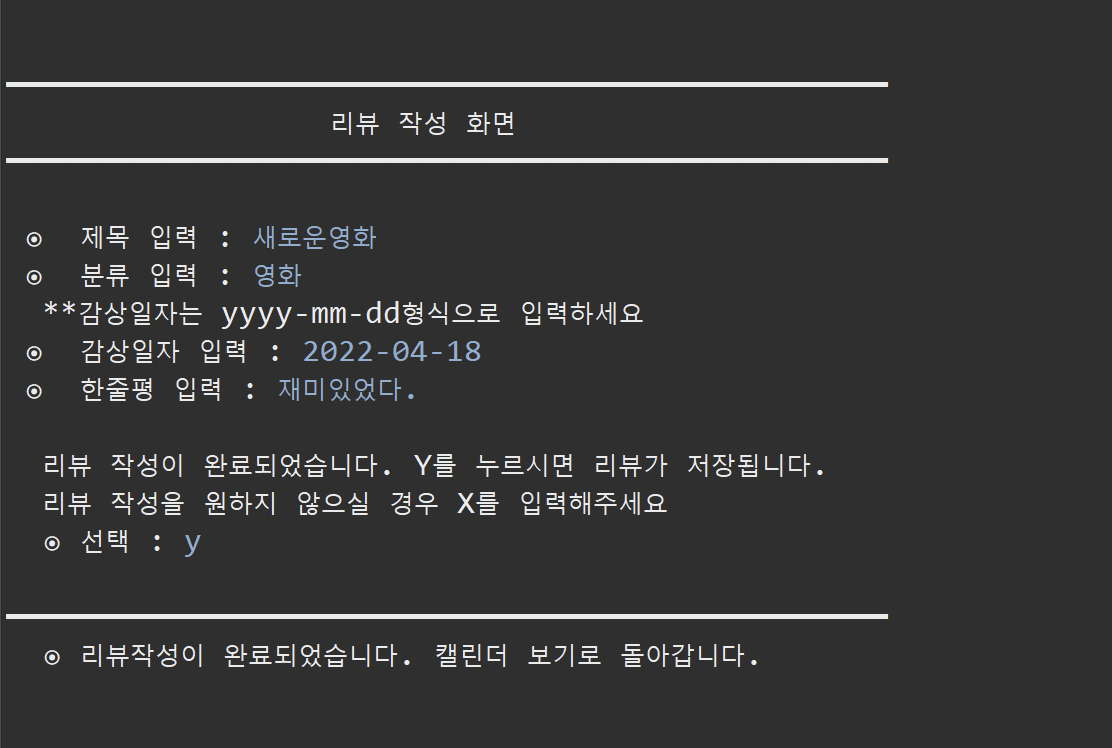 리뷰 작성 화면
⊙ 제목 입력 : 새로운영화
⊙ 분류 입력 : 영화
**감상일자는 yyyy-mm-dd형식으로 입력하세요
⊙ 감상일자 입력 : 2022-04-18
⊙ 한줄평 입력 : 재미있었다.
리뷰 작성이 완료되었습니다. Y를 누르시면 리뷰가 저장됩니다.
리뷰 작성을 원하지 않으실 경우 X를 입력해주세요
⊙ 선택 : y
⊙ 리뷰작성이 완료되었습니다. 캘린더 보기로 돌아갑니다.